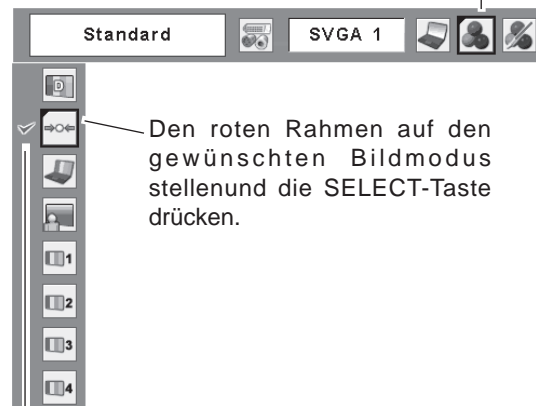 Standard SVGA 1
D
Den roten Rahmen auf den
gewünschten Bildmodus
stellenund die SELECT-Taste
drücken.
1
2
3
4